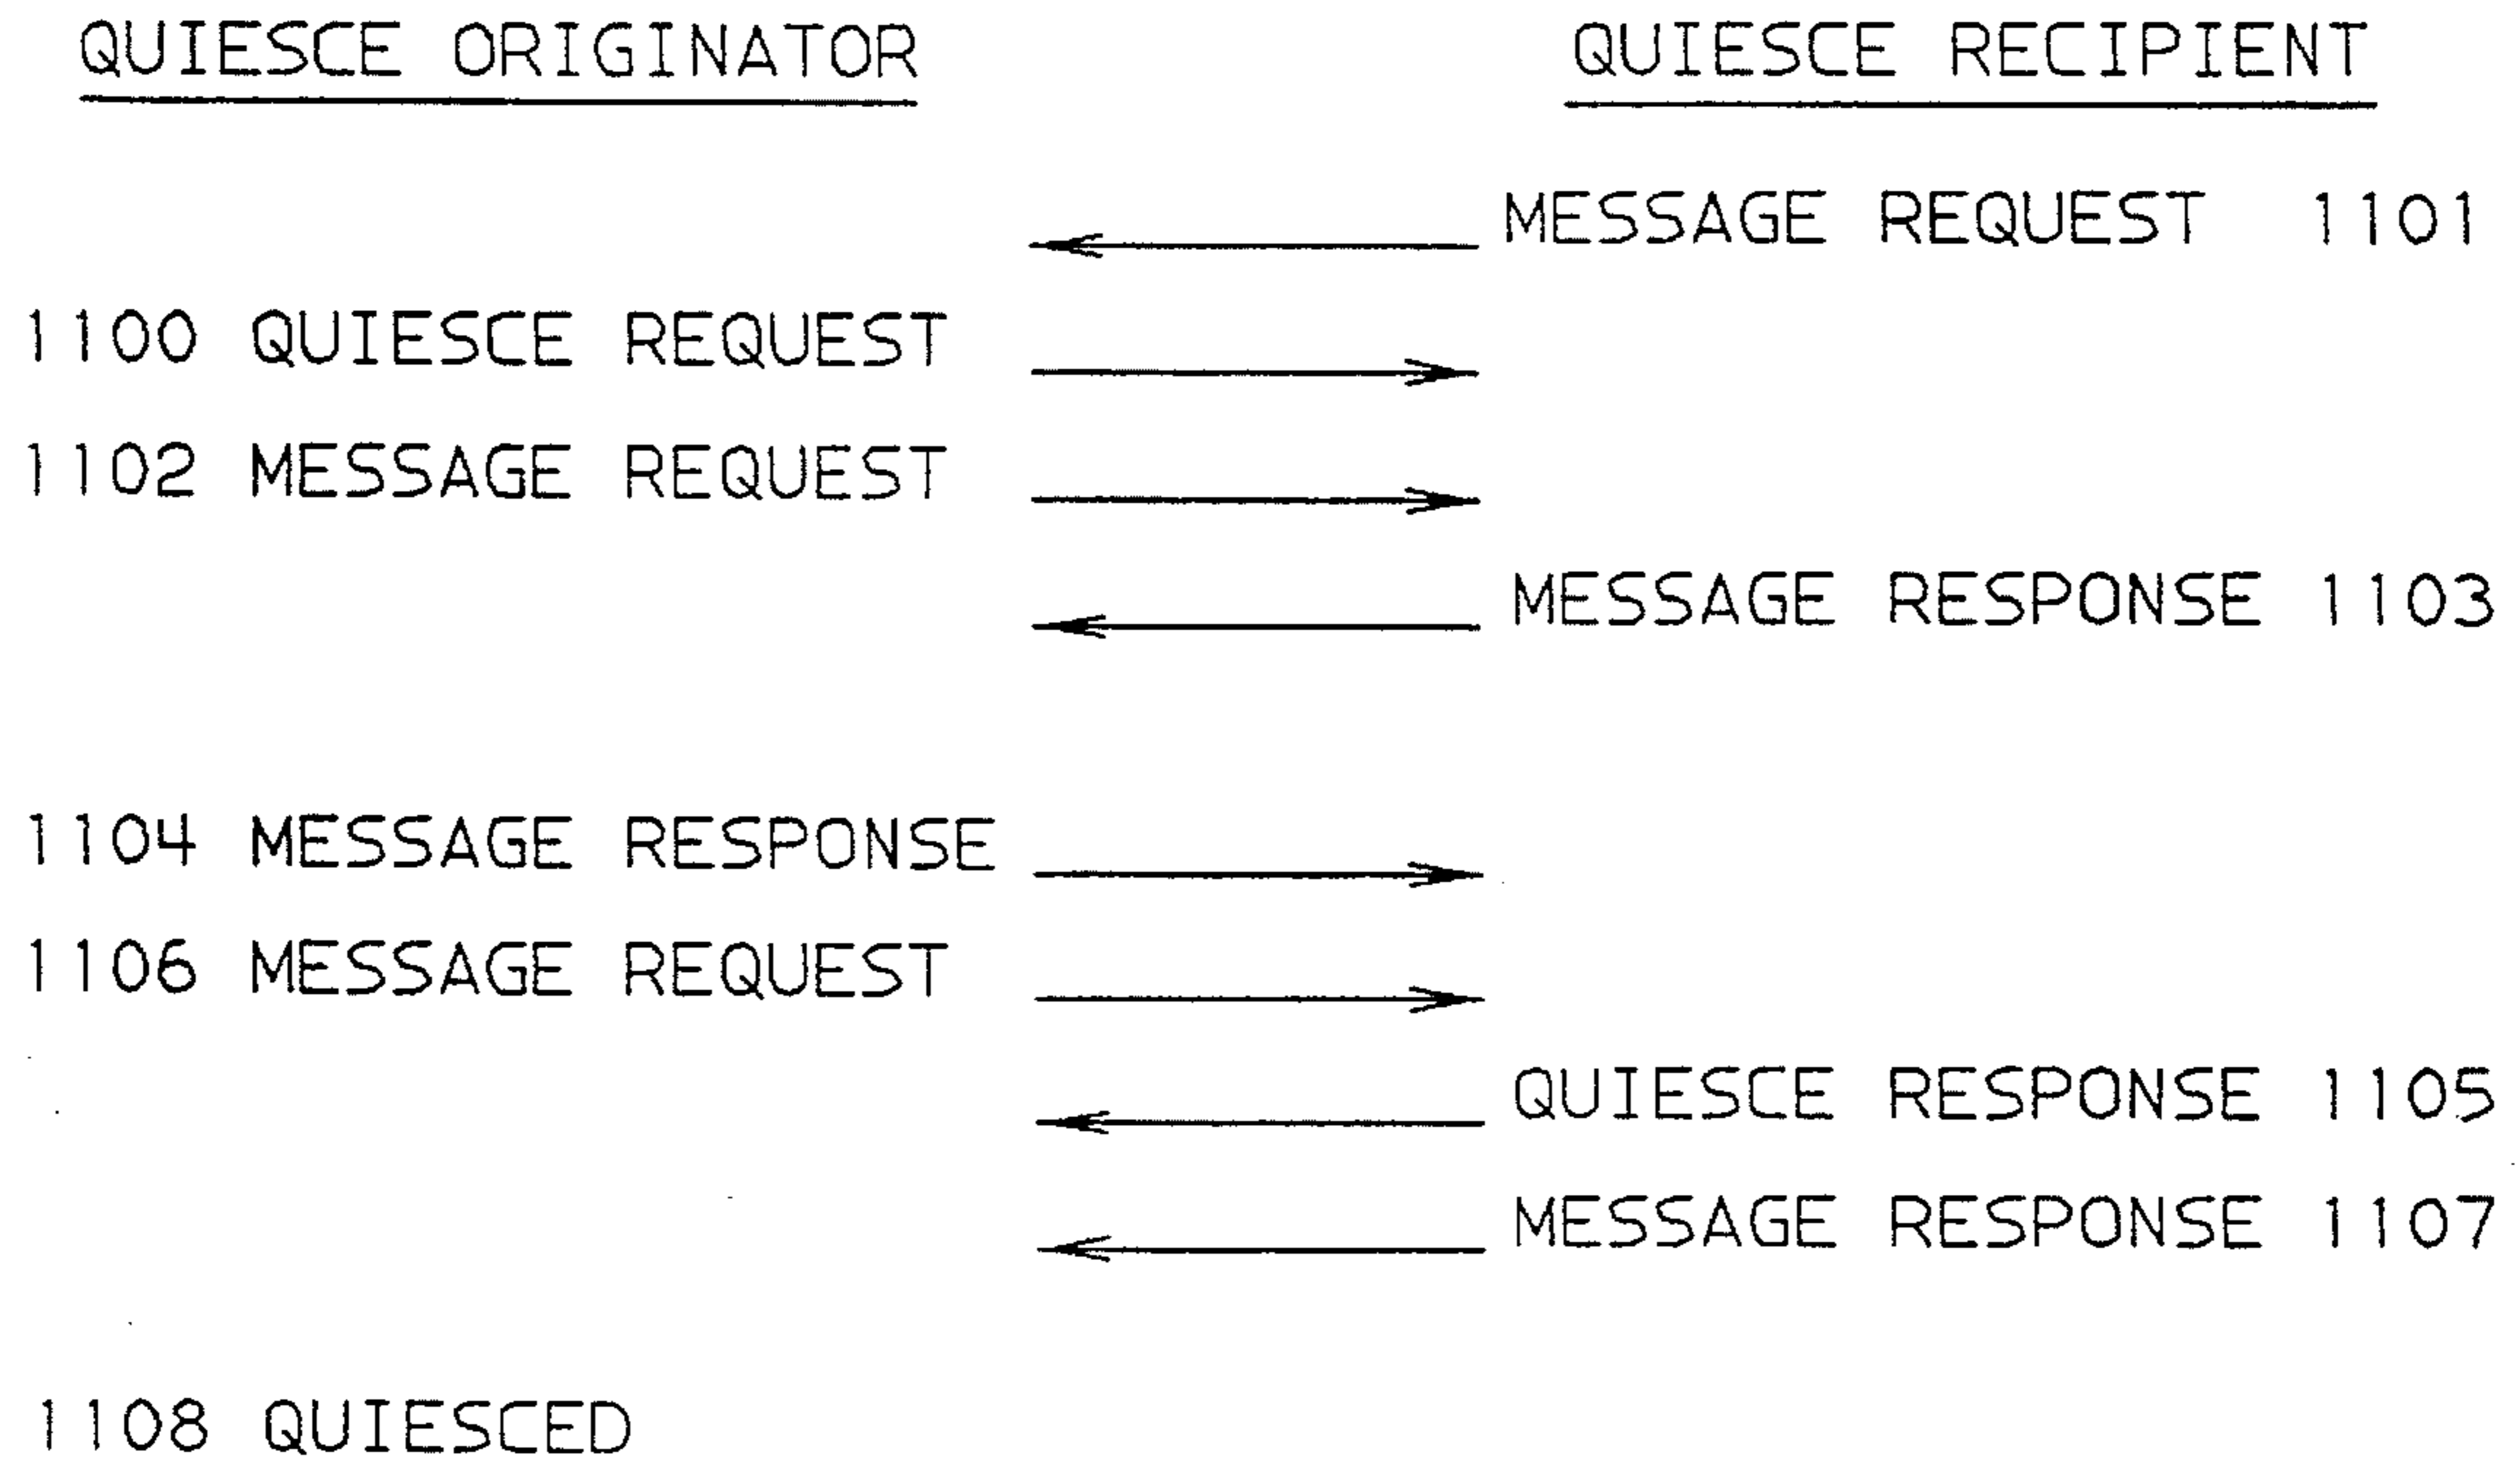 QUIESCE ORIGINATOR QUIESCE RECIPIENT
MESSAGE REQUEST 1101
1100 QUIESCE REQUEST
1102 MESSAGE REQUEST
MESSAGE RESPONSE 1103
1104 MESSAGE RESPONSE
1106 MESSAGE REQUEST
QUIESCE RESPONSE 1105
MESSAGE RESPONSE 1107
1108 QUIESCED